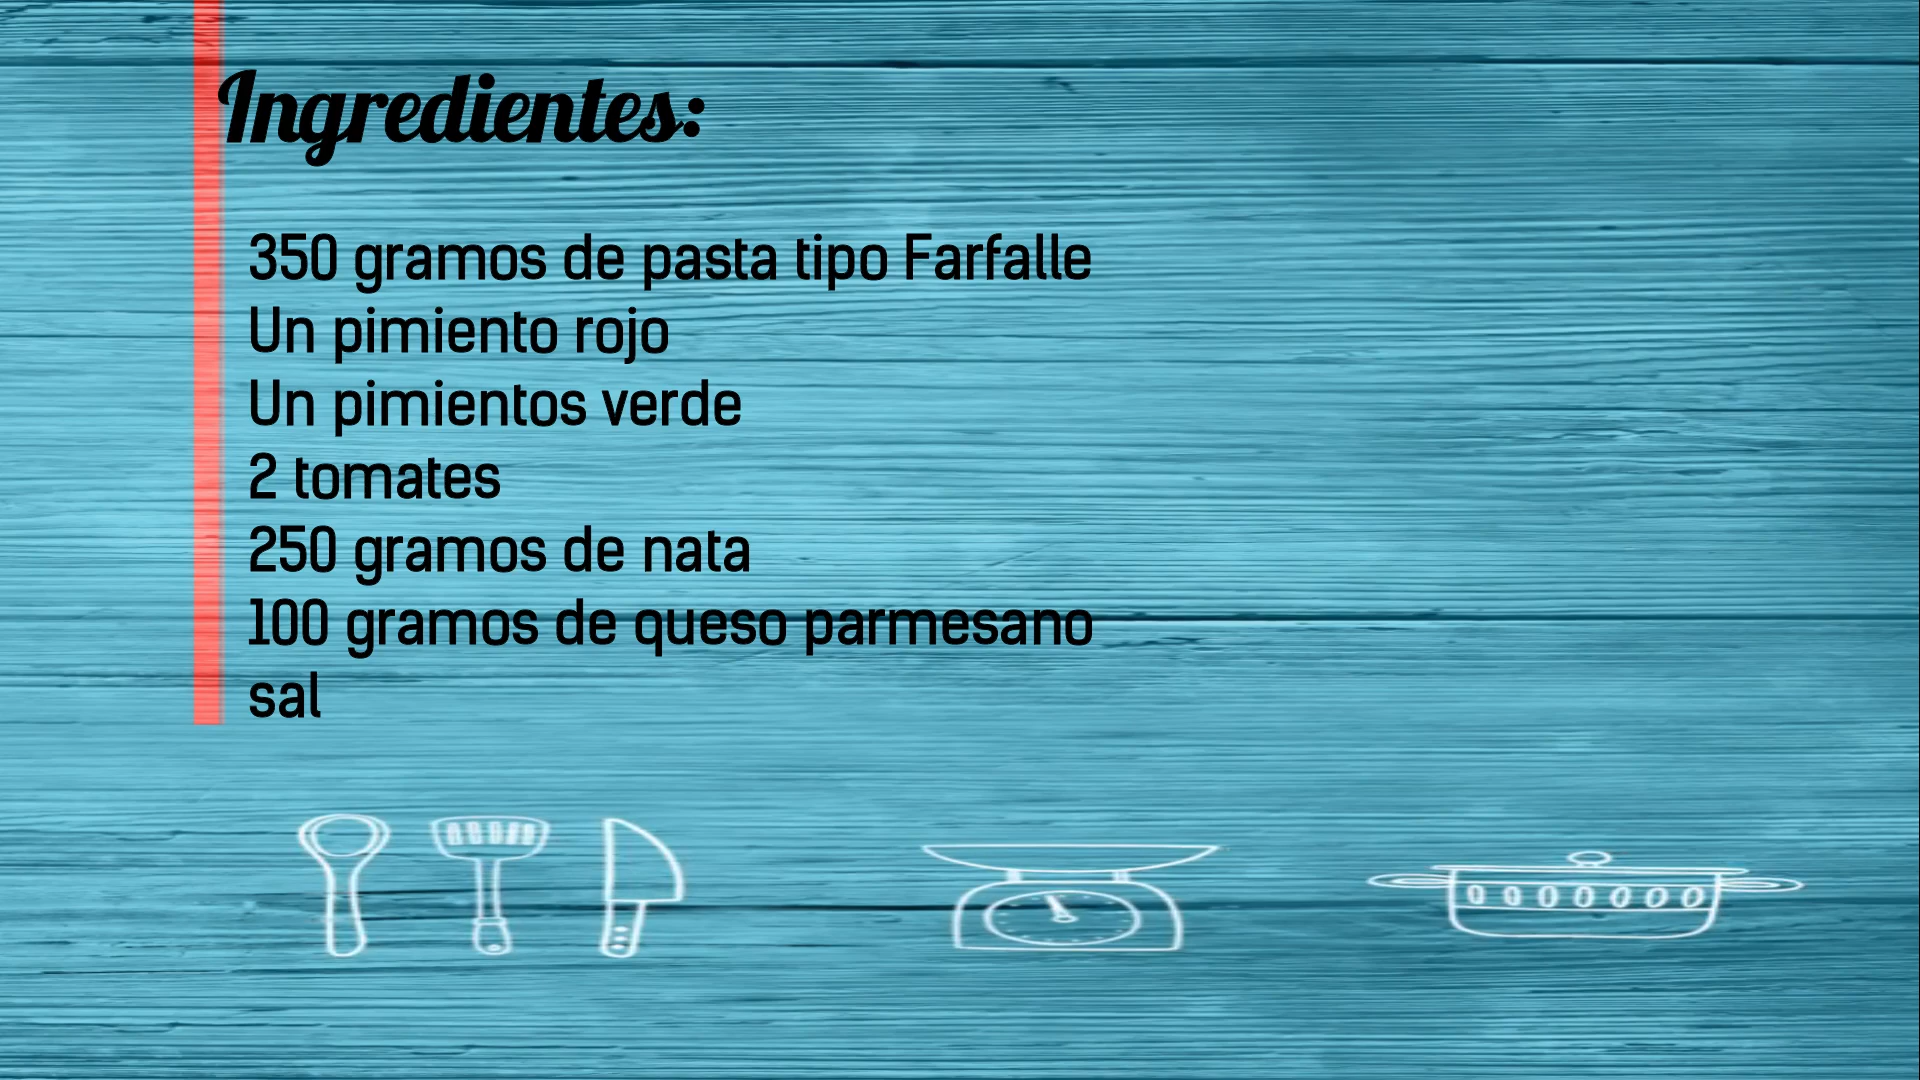 Ingredientes:
350 gramos de pasta tipo Farfalle
Un pimiento rojo
Un pimientos verde
2 tomates
250 gramos de nata
100 gramos de queso parmesano
sal